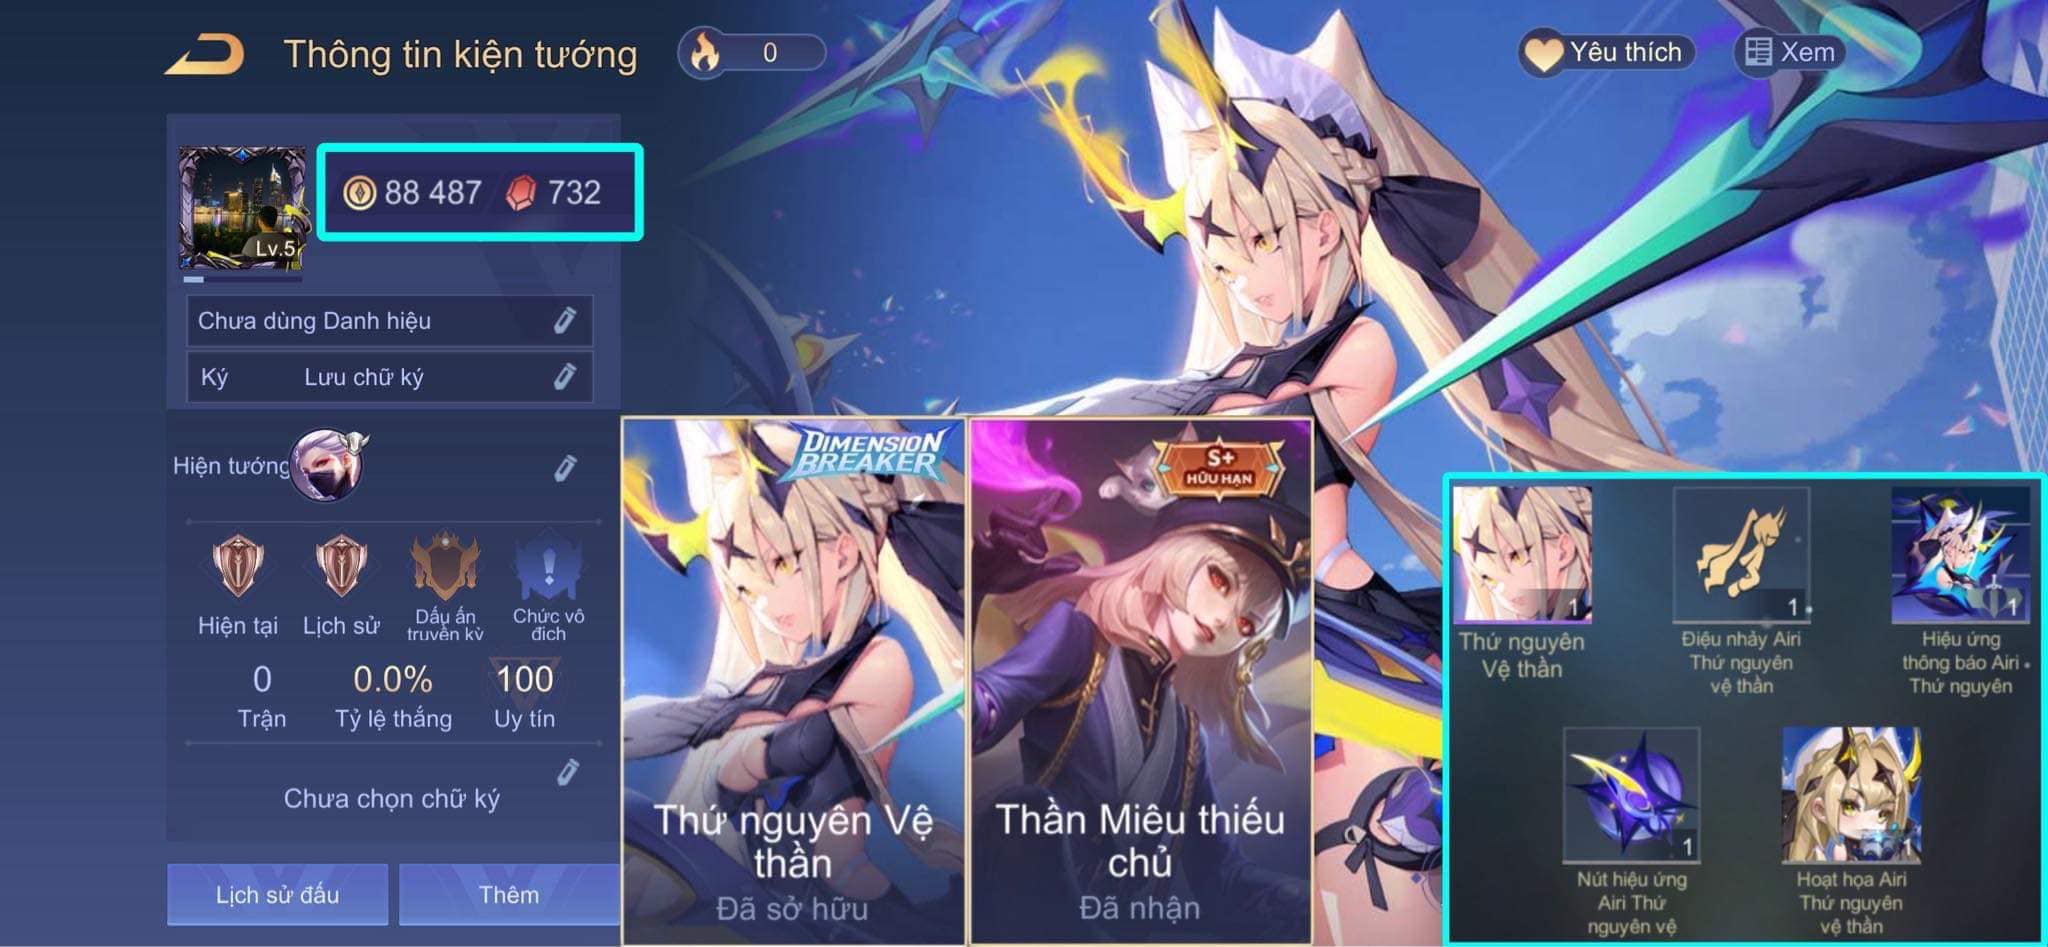 Thông tin kiện tướng
0
Yêu thích
Xem
88 487
732
Lv.5
Chưa dùng Danh hiệu
Ký
Lưu chữ ký
Hiện tướng
Hiện tại
Lịch sử
Dấu ấn
truyền kỳ
Chức vô
địch
0
0.0%
100
Trận
Tỷ lệ thắng
Uy tín
Chưa chọn chữ ký
Lịch sử đấu
Thêm
DIMENSION
BREAKER
Thứ nguyên Vệ
thần
Đã sở hữu
S+
HỮU HẠN
Thần Miêu thiếu
chủ
Đã nhận
1
Thứ nguyên
Vệ thần
1
Điệu nhảy Airi
Thứ nguyên
vệ thần
1
Hiệu ứng
thông báo Airi
Thứ nguyên
1
Nút hiệu ứng
Airi Thứ
nguyên vệ
1
Hoạt họa Airi
Thứ nguyên
vệ thần